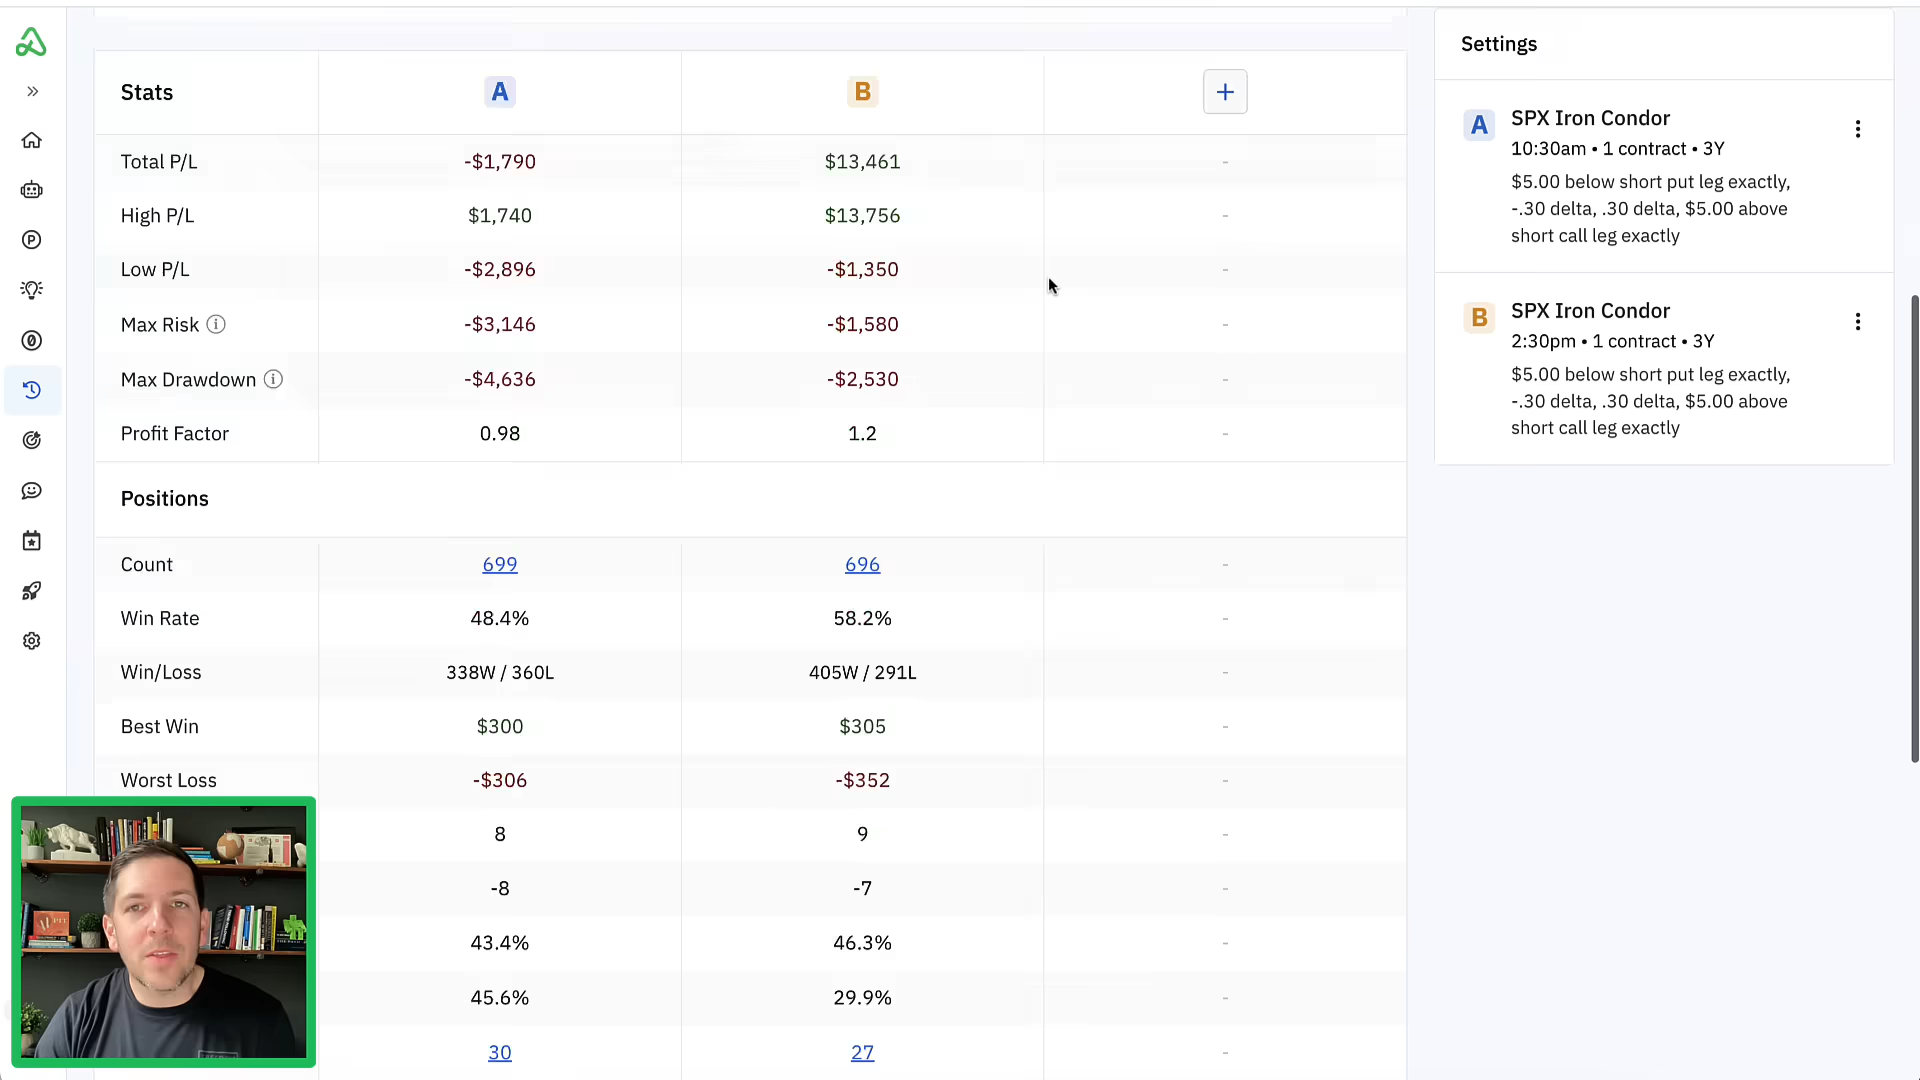 Stats A B +
Total P/L -$1,790 $13,461 -
High P/L $1,740 $13,756 -
Low P/L -$2,896 -$1,350 -
Max Risk -$3,146 -$1,580 -
Max Drawdown -$4,636 -$2,530 -
Profit Factor 0.98 1.2 -
Positions
Count 699 696 -
Win Rate 48.4% 58.2% -
Win/Loss 338W / 360L 405W / 291L -
Best Win $300 $305 -
Worst Loss -$306 -$352 -
8 9 -
-8 -7 -
43.4% 46.3% -
45.6% 29.9% -
30 27 -
Settings
A SPX Iron Condor
10:30am • 1 contract • 3Y
$5.00 below short put leg exactly,
-.30 delta, .30 delta, $5.00 above
short call leg exactly
B SPX Iron Condor
2:30pm • 1 contract • 3Y
$5.00 below short put leg exactly,
-.30 delta, .30 delta, $5.00 above
short call leg exactly